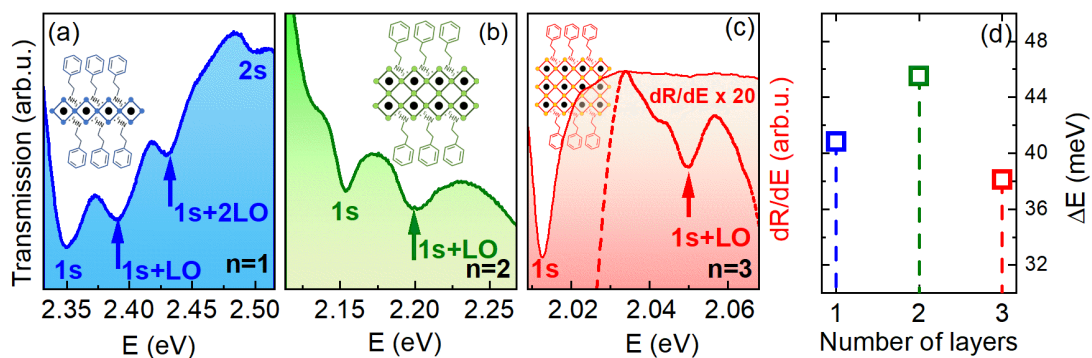 Transmission (arb.u.)
(a)
2s
1s
1s+LO
1s+2LO
n=1
2.35
2.40
2.45
2.50
E (eV)
(b)
1s
1s+LO
n=2
2.15
2.20
2.25
E (eV)
(c)
dR/dE x 20
1s
1s+LO
n=3
2.02
2.04
2.06
E (eV)
dR/dE (arb.u.)
(d)
48
44
40
36
32
ΔE (meV)
1
2
3
Number of layers